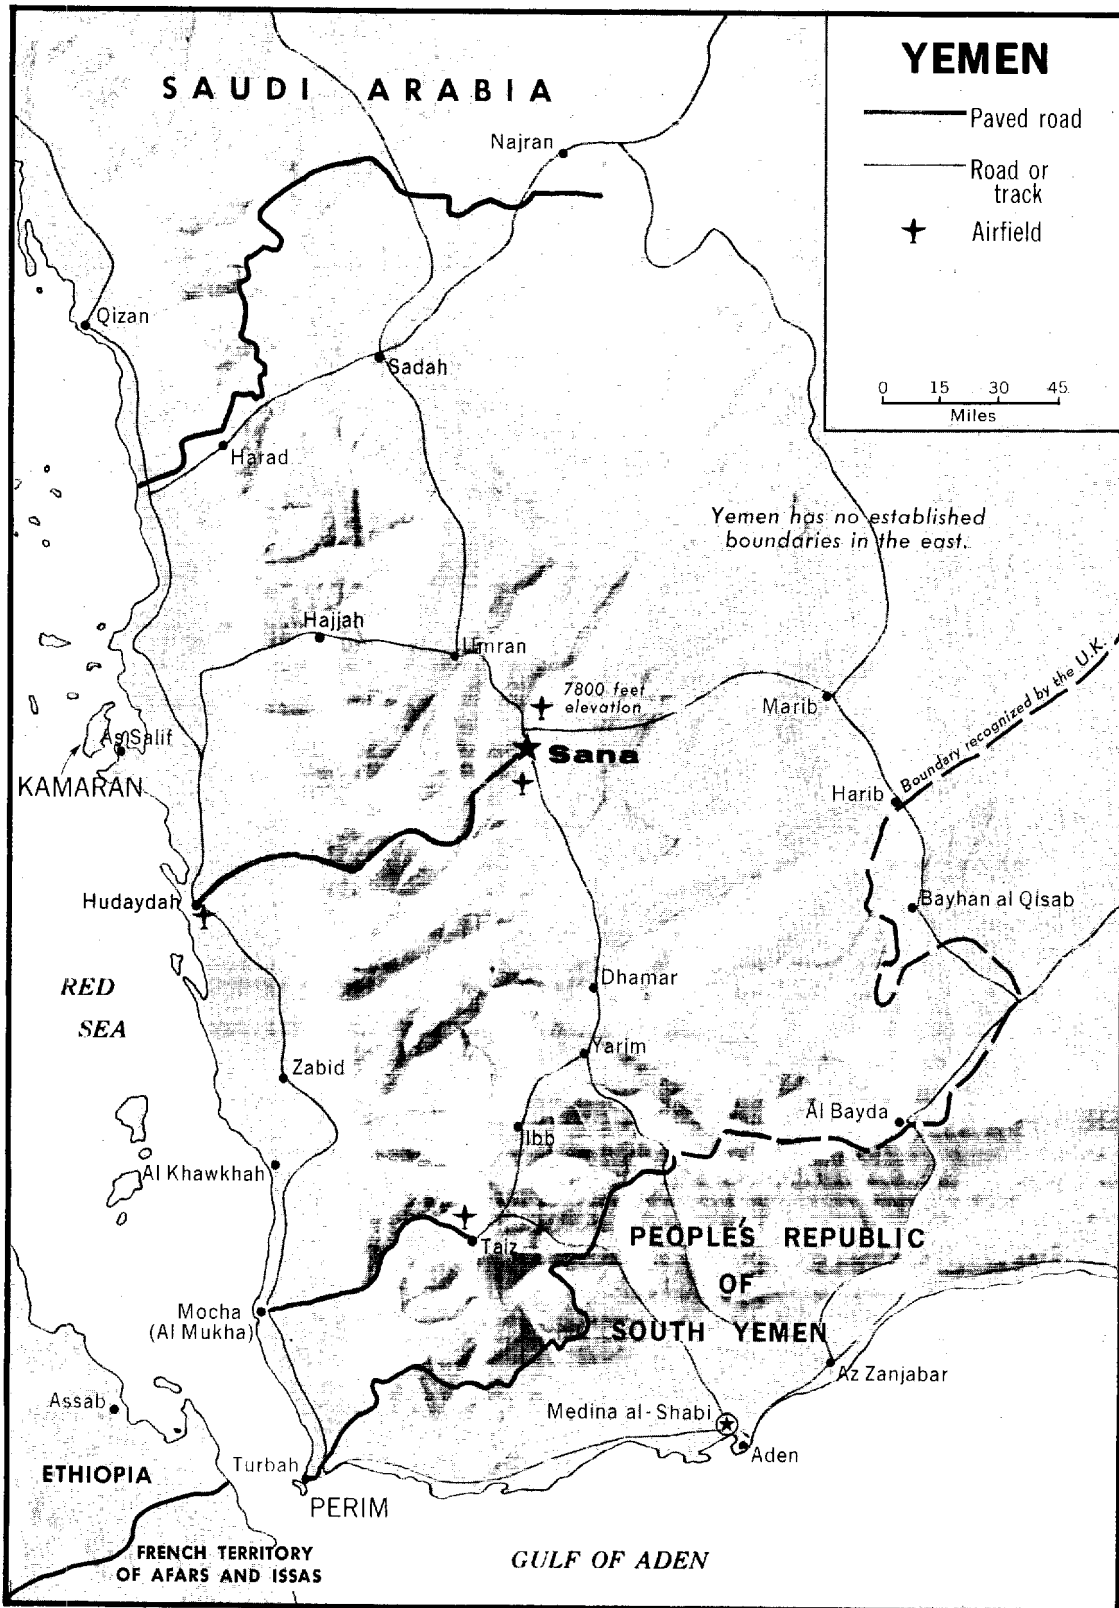 YEMEN
Paved road
Road or
track
Airfield
0 15 30 45
Miles
SAUDI ARABIA
Najran
Qizan
Sadah
Harad
Yemen has no established
boundaries in the east.
Hajjah
Umran
7800 feet
elevation
Marib
Boundary recognized by the U.K.
As Salif
Sana
KAMARAN
Harib
Hudaydah
Bayhan al Qisab
RED
SEA
Dhamar
Yarim
Zabid
Al Bayda
Ibb
Al Khawkhah
Taiz
PEOPLE'S REPUBLIC
OF
SOUTH YEMEN
Mocha
(Al Mukha)
Az Zanjabar
Assab
Medina al-Shabi
Aden
Turbah
ETHIOPIA
PERIM
FRENCH TERRITORY
OF AFARS AND ISSAS
GULF OF ADEN